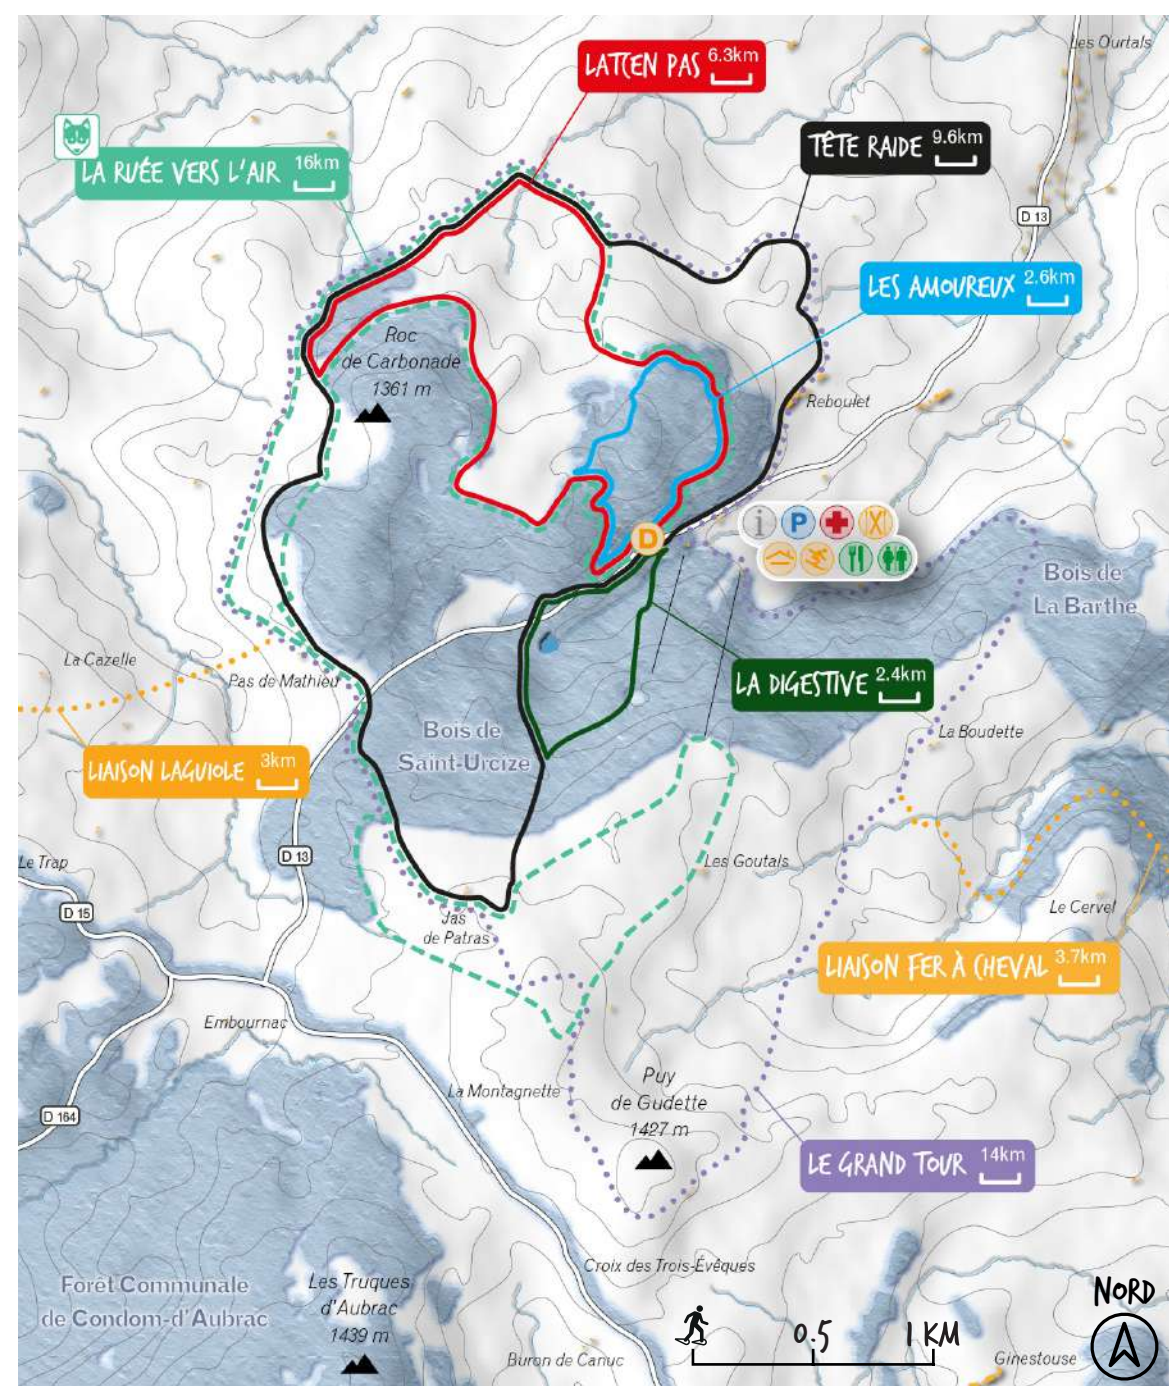 Les Ourtals
LAT(EN PAS 6.3km
TÊTE RAIDE 9.6km
LA RUÉE VERS L'AIR 16km
D 13
LES AMOUREUX 2.6km
Roc
de Carbonade
1361 m
Reboulet
D
i P
Bois de
La Barthe
La Cazelle
Pas de Mathieu
LA DIGESTIVE 2.4km
Bois de
Saint-Urcize
La Boudette
LIAISON LAGUIOLE 3km
D 13
Le Trap
Les Goutals
D 15
Jas
de Patras
Le Cervel
LIAISON FER À CHEVAL 3.7km
Embournac
La Montagnette
Puy
de Gudette
1427 m
D 164
LE GRAND TOUR 14km
Croix des Trois-Évêques
Forêt Communale
de Condom-d'Aubrac
Les Truques
d'Aubrac
1439 m
NORD
0.5 1 KM
Buron de Canuc
Ginestouse